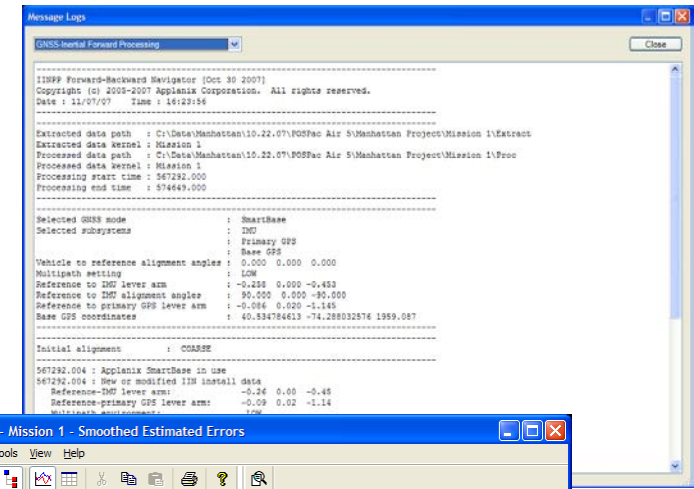 Message Logs
GNSS-Inertial Forward Processing
Close
IINPP Forward-Backward Navigator [Oct 30 2007]
Copyright (c) 2005-2007 Applanix Corporation. All rights reserved.
Date : 11/07/07 Time : 16:23:56
Extracted data path : C:\Data\Manhattan\10.22.07\POSPac Air 5\Manhattan Project\Mission 1\Extract
Extracted data kernel : Mission 1
Processed data path : C:\Data\Manhattan\10.22.07\POSPac Air 5\Manhattan Project\Mission 1\Proc
Processed data kernel : Mission 1
Processing start time : 567292.000
Processing end time : 574649.000
Selected GNSS mode : SmartBase
Selected subsystems : IMU
: Primary GPS
: Base GPS
Vehicle to reference alignment angles : 0.000 0.000 0.000
Multipath setting : LOW
Reference to IMU lever arm : -0.258 0.000 -0.453
Reference to IMU alignment angles : 90.000 0.000 -90.000
Reference to primary GPS lever arm : -0.086 0.020 -1.145
Base GPS coordinates : 40.534784613 -74.288032576 1959.087
Initial alignment : COARSE
567292.004 : Applanix SmartBase in use
567292.004 : New or modified IIN install data
Reference-IMU lever arm: -0.26 0.00 -0.45
Reference-primary GPS lever arm: -0.09 0.02 -1.14
Multipath environment: LOW
- Mission 1 - Smoothed Estimated Errors
ools View Help